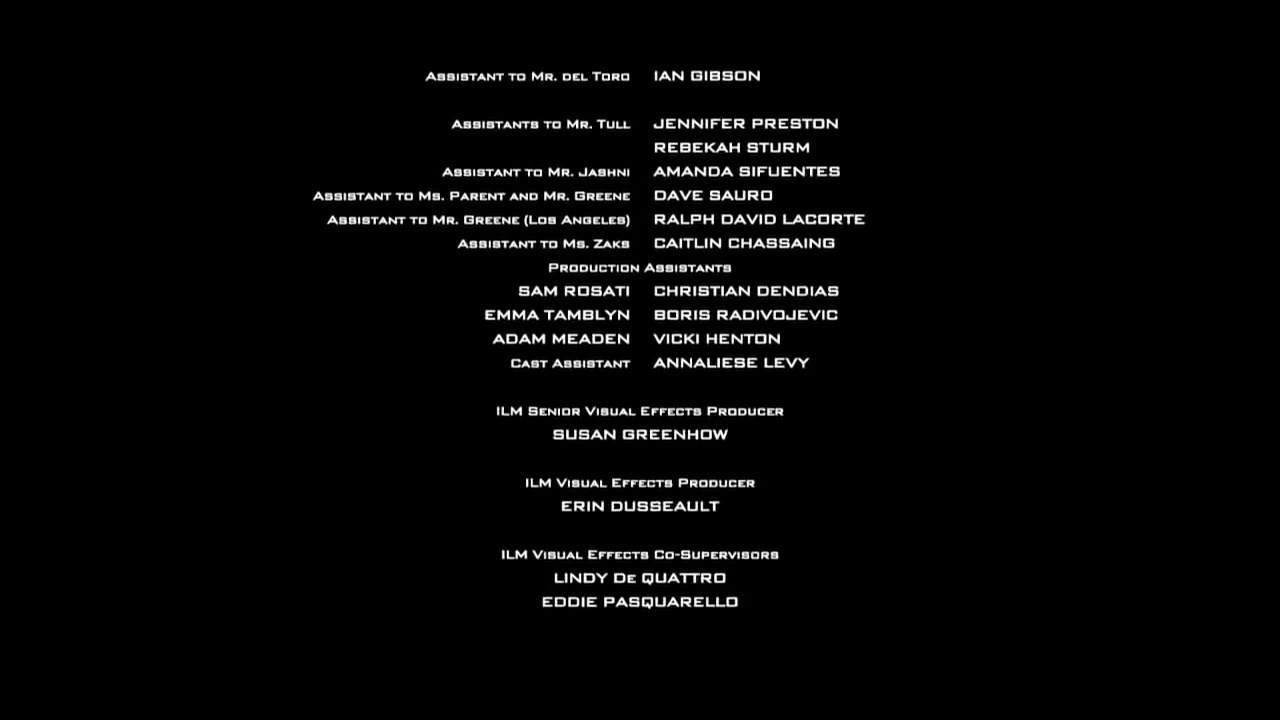 Assistant to Mr. del Toro IAN GIBSON
Assistants to Mr. Tull JENNIFER PRESTON
REBEKAH STURM
Assistant to Mr. Jashni AMANDA SIFUENTES
Assistant to Ms. Parent and Mr. Greene DAVE SAURO
Assistant to Mr. Greene (Los Angeles) RALPH DAVID LACORTE
Assistant to Ms. Zaks CAITLIN CHASSAING
Production Assistants
SAM ROSATI CHRISTIAN DENDIAS
EMMA TAMBLYN BORIS RADIVOJEVIC
ADAM MEADEN VICKI HENTON
Cast Assistant ANNALIESE LEVY
ILM Senior Visual Effects Producer
SUSAN GREENHOW
ILM Visual Effects Producer
ERIN DUSSEAULT
ILM Visual Effects Co-Supervisors
LINDY De QUATTRO
EDDIE PASQUARELLO